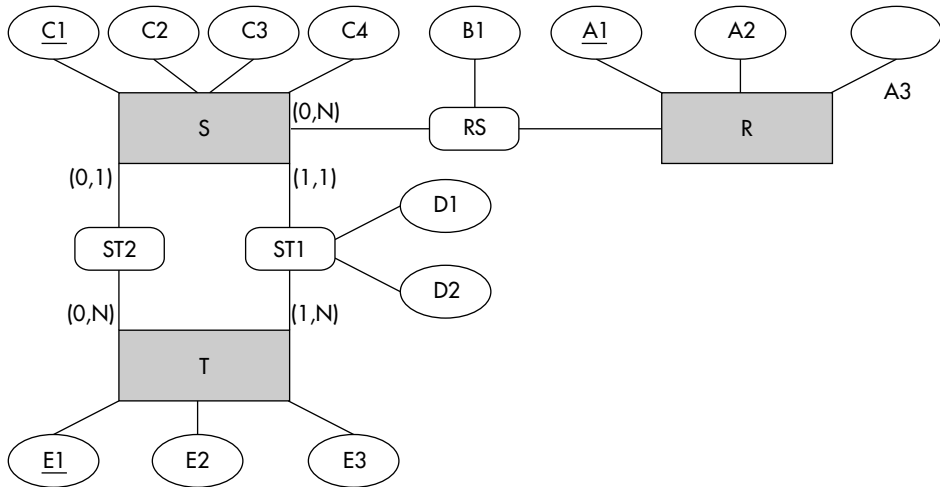 C1 C2 C3 C4 B1 A1 A2
A3
S (0,N) RS R
(0,1) (1,1)
D1
ST2 ST1
D2
(0,N) (1,N)
T
E1 E2 E3